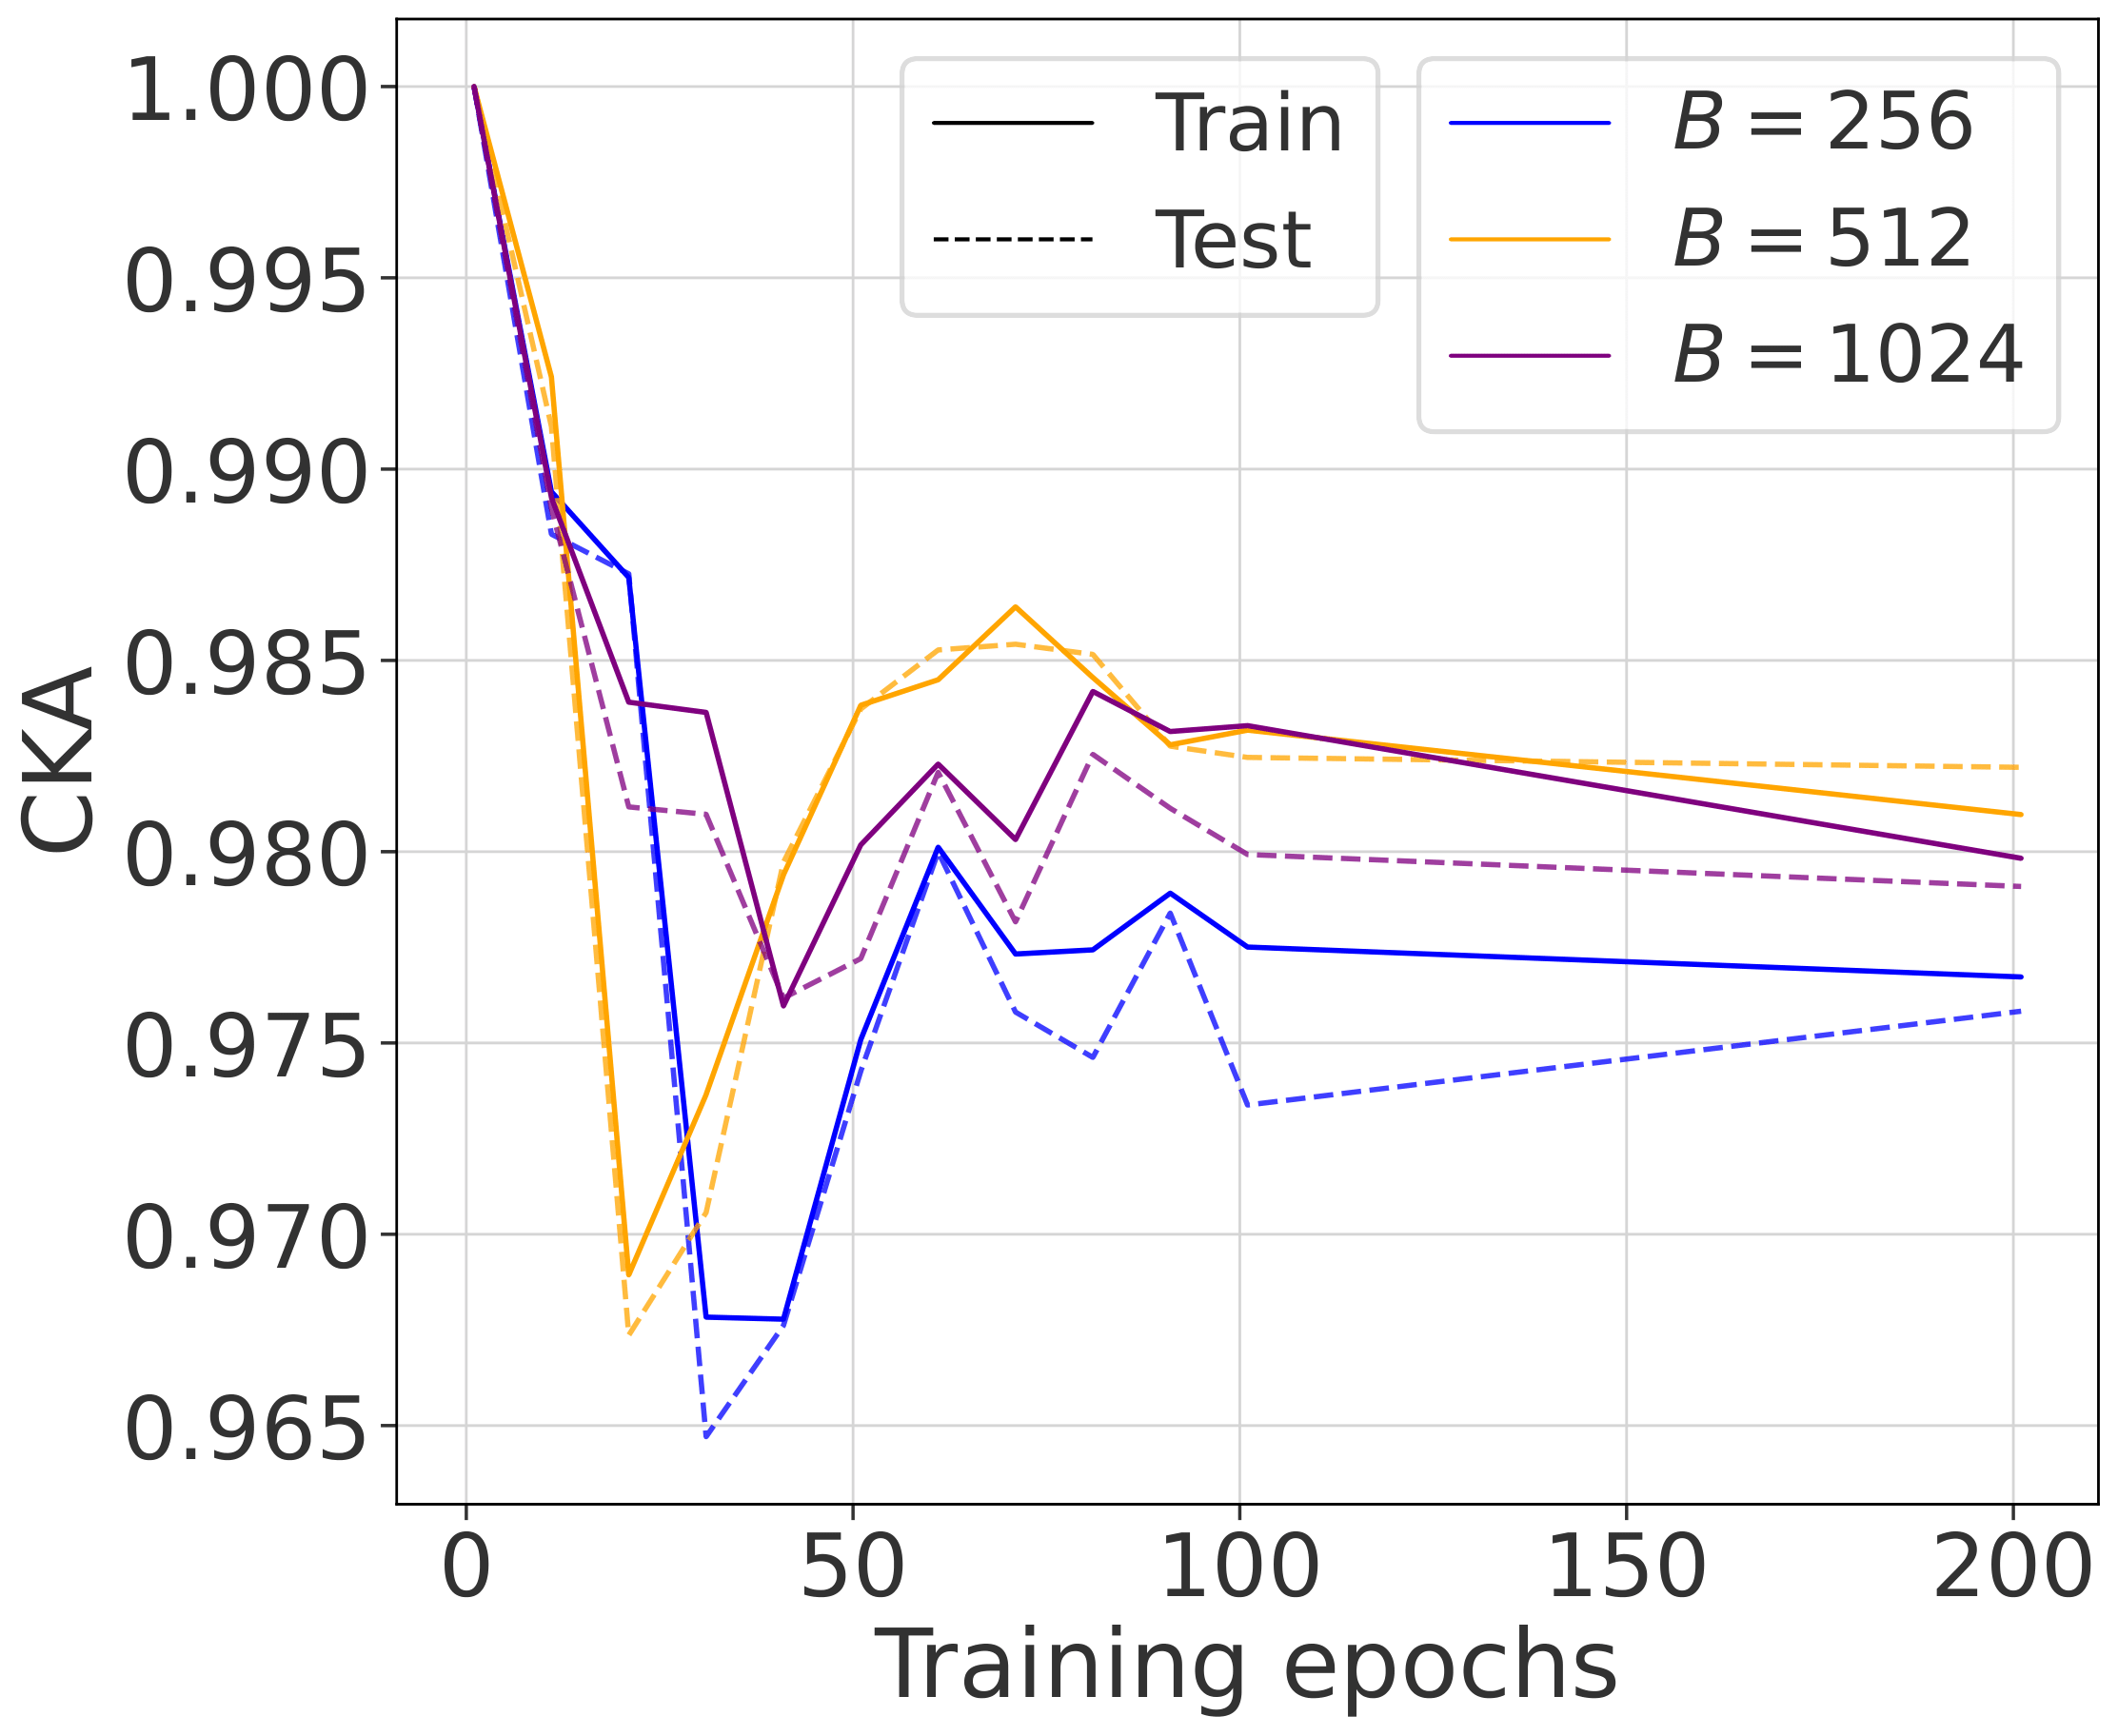 1.000
0.995
0.990
0.985
0.980
0.975
0.970
0.965
CKA
Train
Test
B = 256
B = 512
B = 1024
0 50 100 150 200
Training epochs